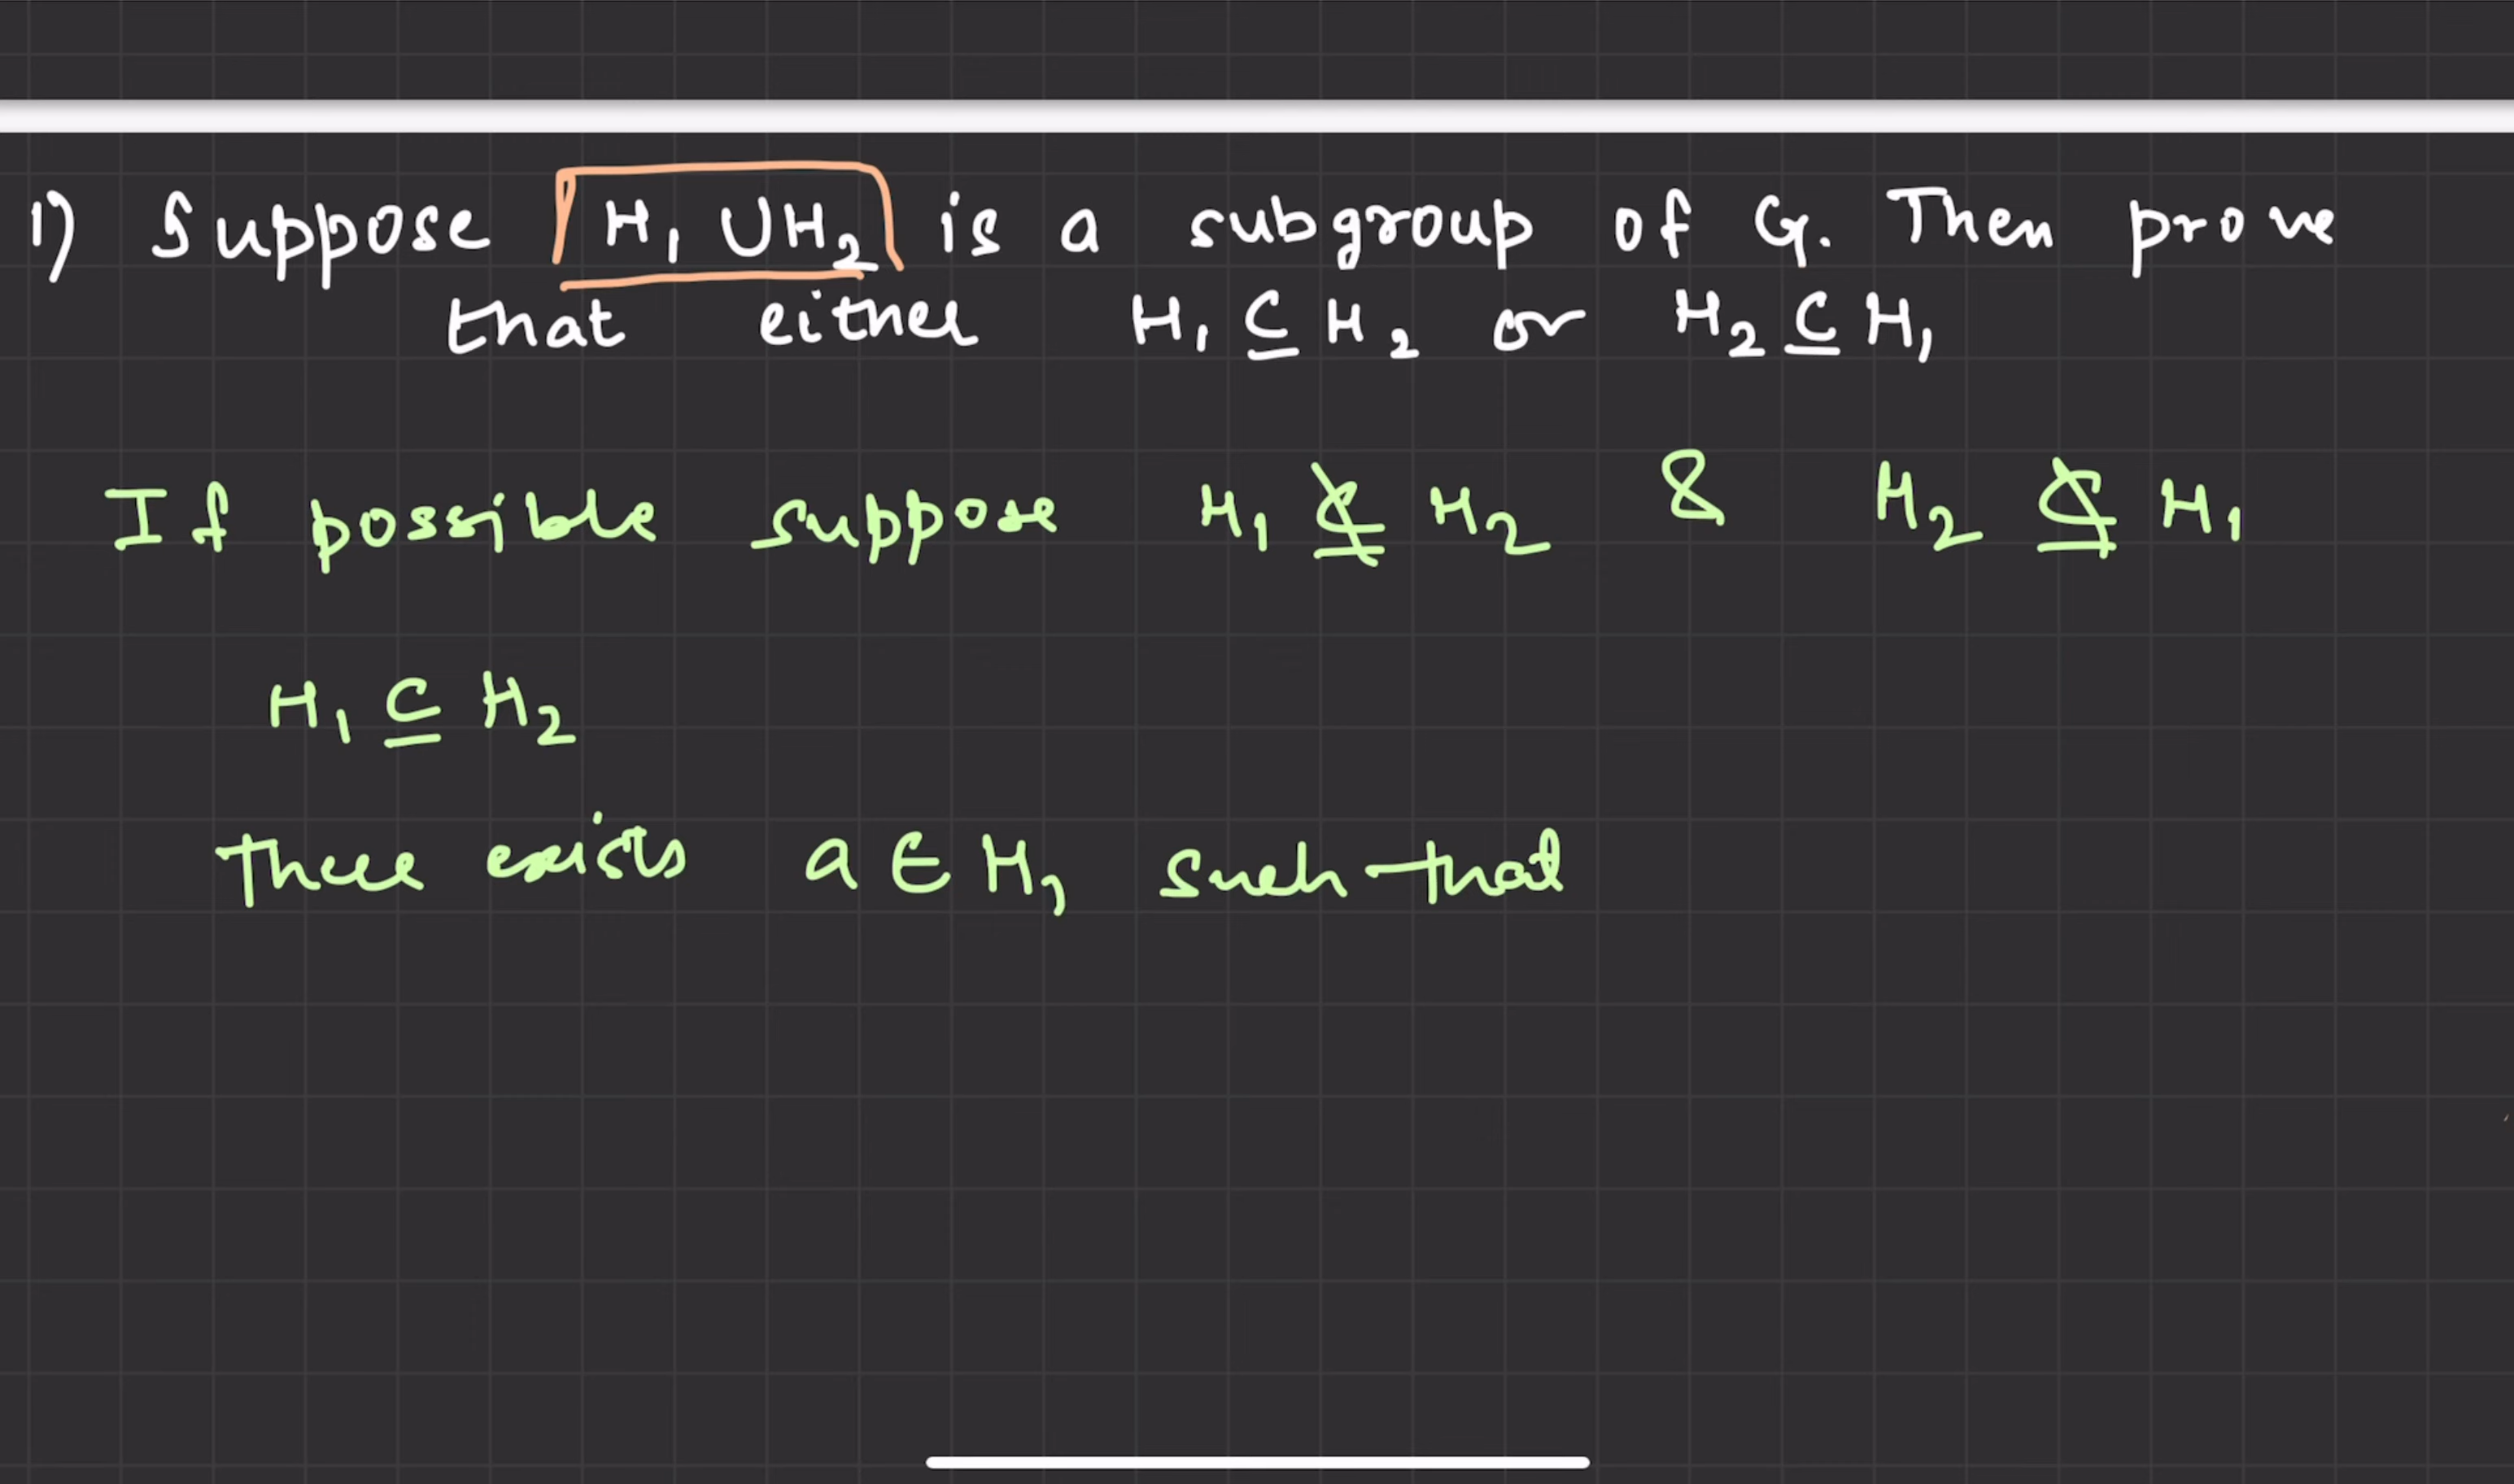 1) Suppose H₁ ∪ H₂ is a subgroup of G. Then prove
that either H₁ ⊆ H₂ or H₂ ⊆ H₁
If possible suppose H₁ ⊈ H₂ & H₂ ⊈ H₁
H₁ ⊆ H₂
There exists a ∈ H₁ such that